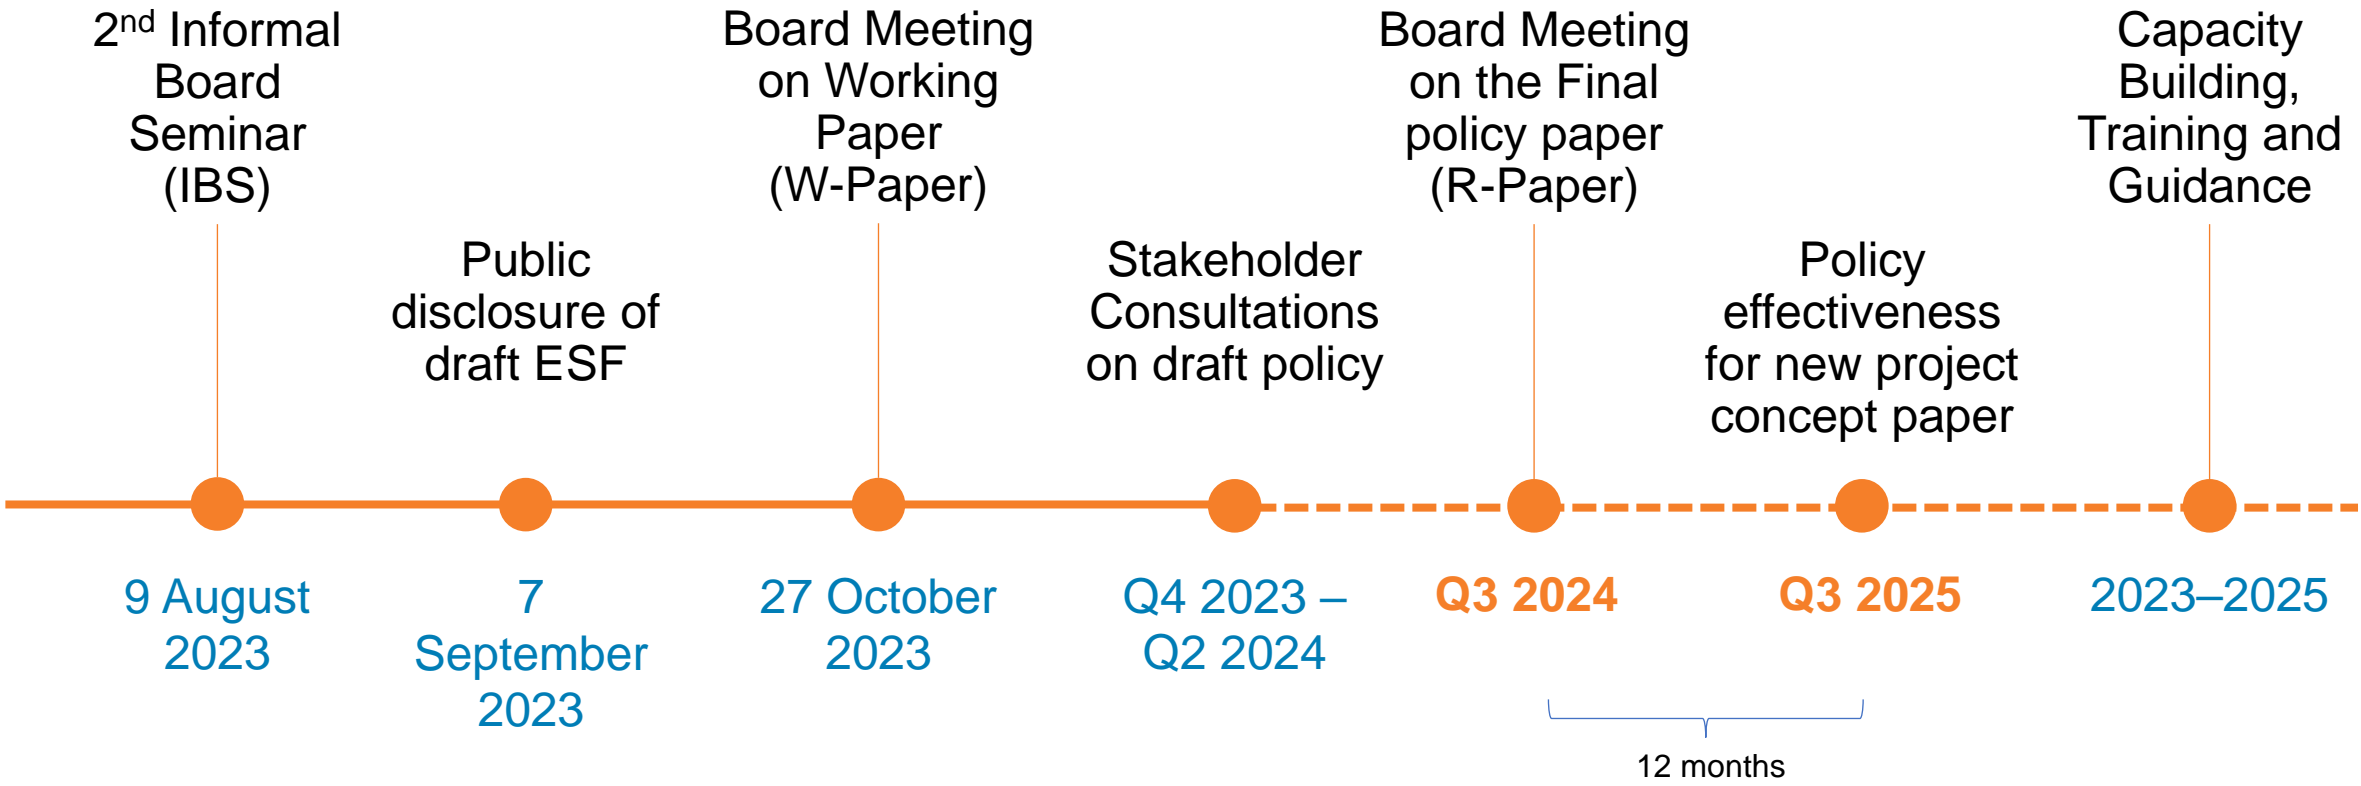 2nd Informal
Board
Seminar
(IBS)
Public
disclosure of
draft ESF
Board Meeting
on Working
Paper
(W-Paper)
Stakeholder
Consultations
on draft policy
Board Meeting
on the Final
policy paper
(R-Paper)
Policy
effectiveness
for new project
concept paper
Capacity
Building,
Training and
Guidance
9 August
2023
7
September
2023
27 October
2023
Q4 2023 –
Q2 2024
Q3 2024
Q3 2025
2023–2025
12 months